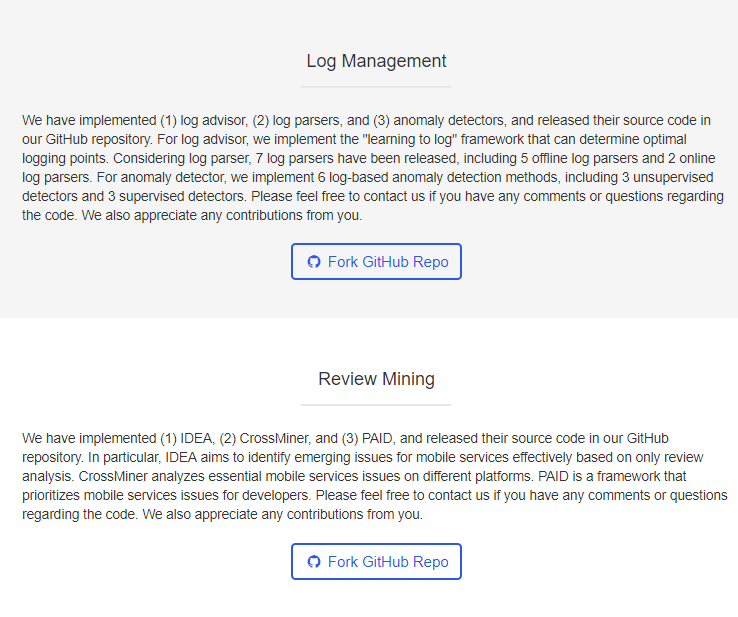 Log Management
We have implemented (1) log advisor, (2) log parsers, and (3) anomaly detectors, and released their source code in
our GitHub repository. For log advisor, we implement the "learning to log" framework that can determine optimal
logging points. Considering log parser, 7 log parsers have been released, including 5 offline log parsers and 2 online
log parsers. For anomaly detector, we implement 6 log-based anomaly detection methods, including 3 unsupervised
detectors and 3 supervised detectors. Please feel free to contact us if you have any comments or questions regarding
the code. We also appreciate any contributions from you.
Fork GitHub Repo
Review Mining
We have implemented (1) IDEA, (2) CrossMiner, and (3) PAID, and released their source code in our GitHub
repository. In particular, IDEA aims to identify emerging issues for mobile services effectively based on only review
analysis. CrossMiner analyzes essential mobile services issues on different platforms. PAID is a framework that
prioritizes mobile services issues for developers. Please feel free to contact us if you have any comments or questions
regarding the code. We also appreciate any contributions from you.
Fork GitHub Repo